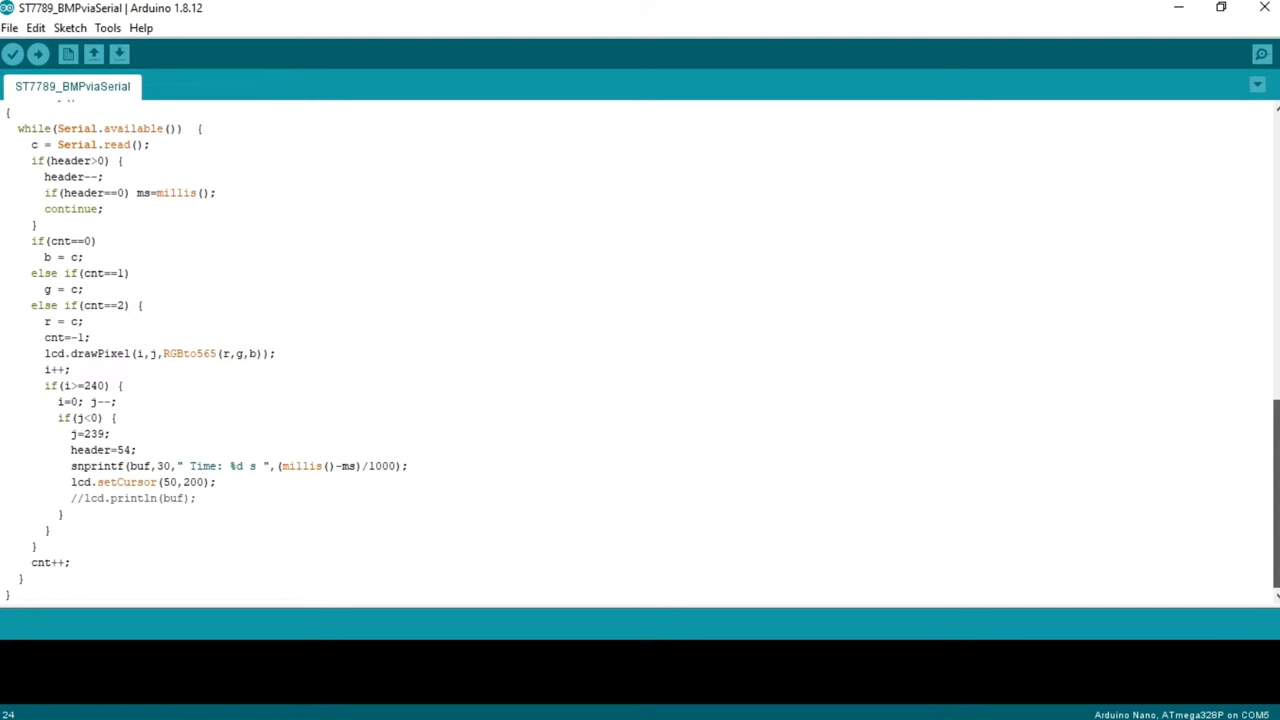 ST7789_BMPviaSerial | Arduino 1.8.12
File Edit Sketch Tools Help
ST7789_BMPviaSerial
{
while(Serial.available()) {
c = Serial.read();
if(header>0) {
header--;
if(header==0) ms=millis();
continue;
}
if(cnt==0)
b = c;
else if(cnt==1)
g = c;
else if(cnt==2) {
r = c;
cnt=-1;
lcd.drawPixel(i,j,RGBto565(r,g,b));
i++;
if(i>=240) {
i=0; j--;
if(j<0) {
j=239;
header=54;
snprintf(buf,30," Time: %d s ",(millis()-ms)/1000);
lcd.setCursor(50,200);
//lcd.println(buf);
}
}
}
cnt++;
}
}
24
Arduino Nano, ATmega328P on COM6